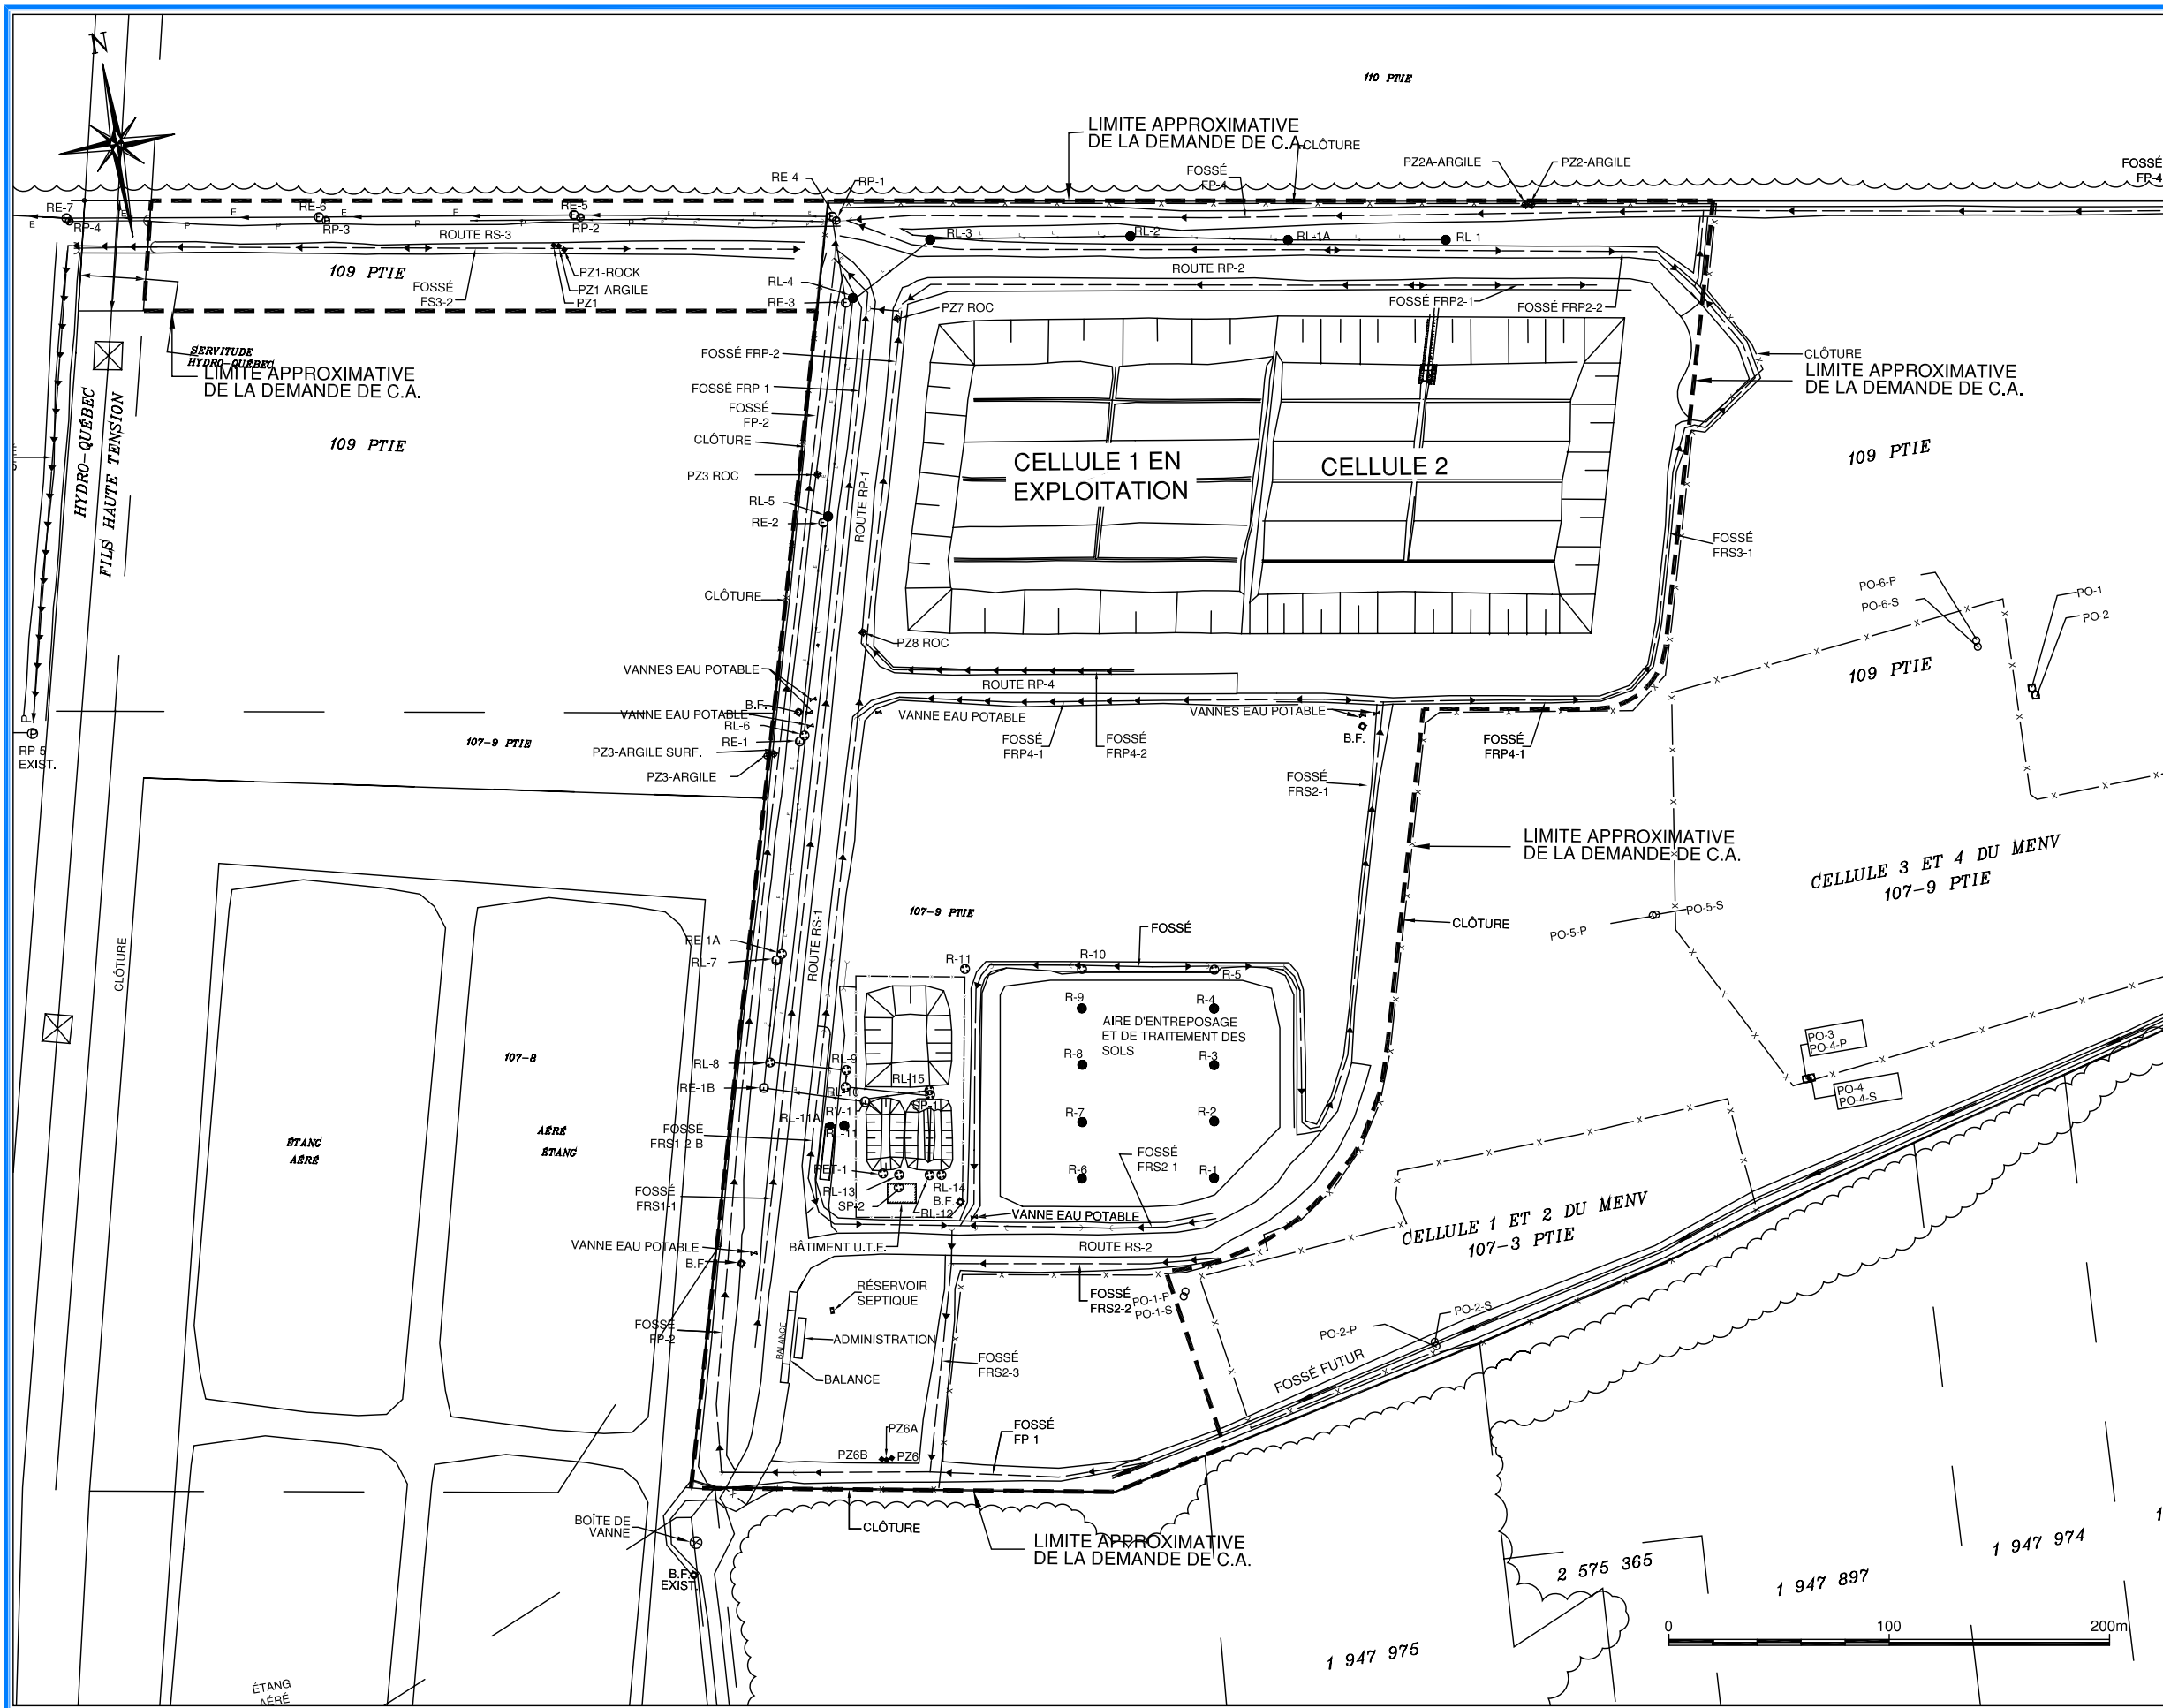 N
110 PTIE
LIMITE APPROXIMATIVE
DE LA DEMANDE DE C.A.
CLÔTURE
FOSSÉ
FP-4
PZ2A-ARGILE
PZ2-ARGILE
FOSSÉ
FP-4
RE-4
RP-1
RE-7
RP-4
RE-6
RP-3
RE-5
RP-2
ROUTE RS-3
RL-3
RL-2
RL-1A
RL-1
109 PTIE
FOSSÉ
FS3-2
PZ1-ROCK
PZ1-ARGILE
PZ1
RL-4
RE-3
ROUTE RP-2
PZ7 ROC
FOSSÉ FRP2-1
FOSSÉ FRP2-2
SERVITUDE
HYDRO-QUÉBEC
LIMITE APPROXIMATIVE
DE LA DEMANDE DE C.A.
HYDRO-QUÉBEC
FILS HAUTE TENSION
109 PTIE
FOSSÉ FRP-2
FOSSÉ FRP-1
FOSSÉ
FP-2
CLÔTURE
PZ3 ROC
RL-5
RE-2
ROUTE RP-1
CLÔTURE
CELLULE 1 EN
EXPLOITATION
CELLULE 2
CLÔTURE
LIMITE APPROXIMATIVE
DE LA DEMANDE DE C.A.
109 PTIE
FOSSÉ
FRS3-1
PO-6-P
PO-6-S
PO-1
PO-2
109 PTIE
PZ8 ROC
VANNES EAU POTABLE
B.F.
VANNE EAU POTABLE
RL-6
RE-1
PZ3-ARGILE SURF.
PZ3-ARGILE
ROUTE RP-4
VANNE EAU POTABLE
FOSSÉ
FRP4-1
FOSSÉ
FRP4-2
VANNES EAU POTABLE
B.F.
FOSSÉ
FRP4-1
FOSSÉ
FRS2-1
RP-5
EXIST.
107-9 PTIE
LIMITE APPROXIMATIVE
DE LA DEMANDE DE C.A.
CELLULE 3 ET 4 DU MENV
107-9 PTIE
CLÔTURE
PO-5-P
PO-5-S
CLÔTURE
107-9 PTIE
RE-1A
RL-7
ROUTE RS-1
R-11
R-10
FOSSÉ
R-5
R-9
R-4
AIRE D'ENTREPOSAGE
ET DE TRAITEMENT DES
SOLS
R-8
R-3
R-7
R-2
R-6
R-1
107-8
ÉTANG
AÉRÉ
AÉRÉ
ÉTANG
RL-8
RE-1B
RL-9
RL-10
RL-15
SP-1
RV-1
RL-11A
RL-11
FOSSÉ
FRS1-2-B
FOSSÉ
FRS1-1
PET-1
RL-13
SP-2
RL-14
B.F.
RL-12
FOSSÉ
FRS2-1
VANNE EAU POTABLE
PO-3
PO-4-P
PO-4
PO-4-S
VANNE EAU POTABLE
B.F.
BÂTIMENT U.T.E.
ROUTE RS-2
CELLULE 1 ET 2 DU MENV
107-3 PTIE
RÉSERVOIR
SEPTIQUE
FOSSÉ
FRS2-2
PO-1-P
PO-1-S
FOSSÉ
FP-2
BALANCE
ADMINISTRATION
BALANCE
FOSSÉ
FRS2-3
PO-2-P
PO-2-S
FOSSÉ FUTUR
PZ6A
PZ6B
PZ6
FOSSÉ
FP-1
BOÎTE DE
VANNE
CLÔTURE
LIMITE APPROXIMATIVE
DE LA DEMANDE DE C.A.
B.F.
EXIST.
2 575 365
1 947 897
1 947 974
1 947 975
0 100 200m
ÉTANG
AÉRÉ